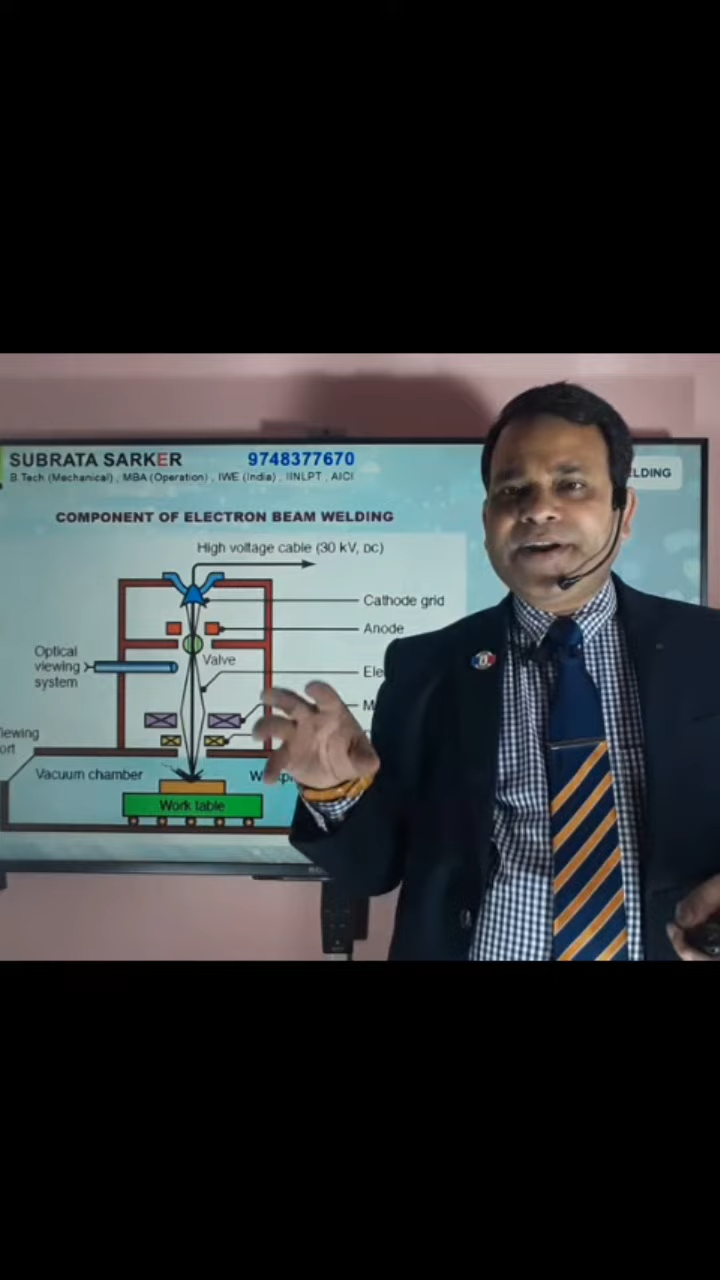 SUBRATA SARKER
9748377670
B Tech (Mechanical) , MBA (Operation) , IWE (India) , IINLPT , AICI
COMPONENT OF ELECTRON BEAM WELDING
High voltage cable (30 kV, DC)
Cathode grid
Anode
Optical
viewing
system
Valve
Vacuum chamber
Work table